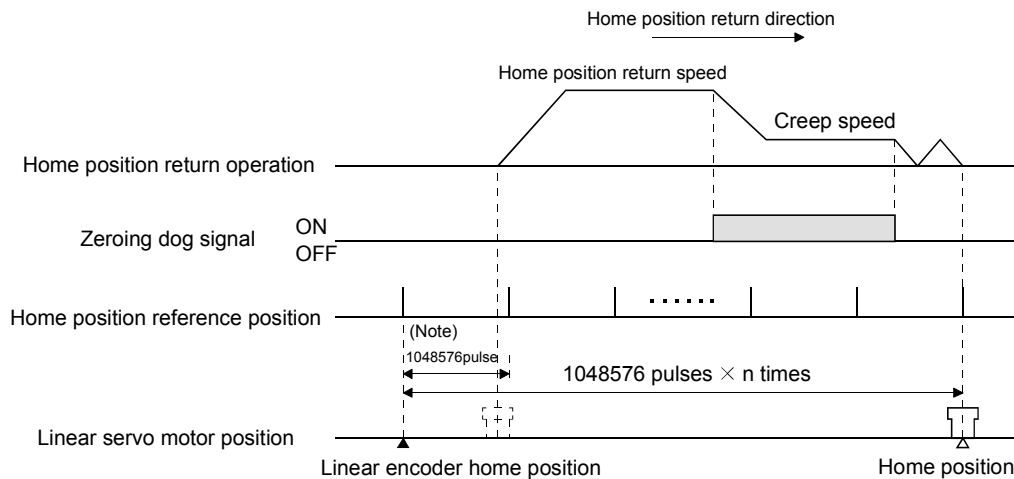 Home position return direction
Home position return speed
Creep speed
Home position return operation
ON
Zeroing dog signal
OFF
Home position reference position
(Note)
1048576pulse
1048576 pulses × n times
Linear servo motor position
Linear encoder home position
Home position